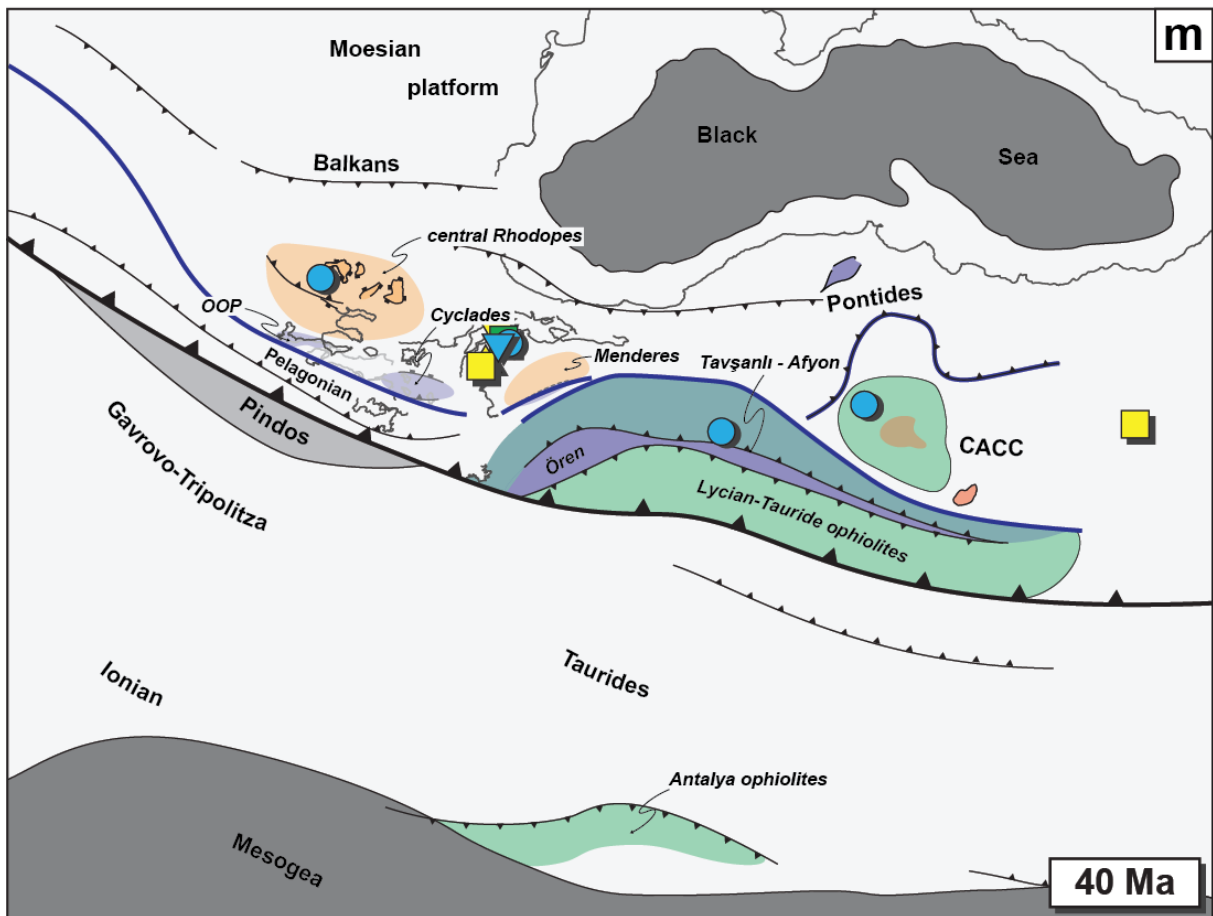 m
Moesian
platform
Black
Sea
Balkans
central Rhodopes
Pontides
OOP
Cyclades
Menderes
Tavşanlı - Afyon
Pelagonian
Pindos
CACC
Gavrovo-Tripolitza
Ören
Lycian-Tauride ophiolites
Ionian
Taurides
Antalya ophiolites
Mesogea
40 Ma